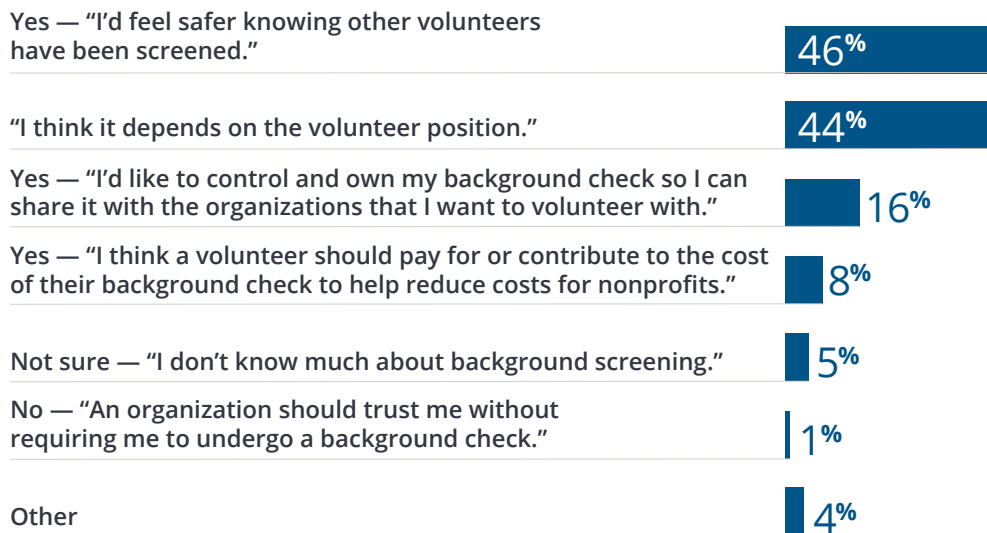 Yes — “I’d feel safer knowing other volunteers
have been screened.”
46%
“I think it depends on the volunteer position.”
44%
Yes — “I’d like to control and own my background check so I can
share it with the organizations that I want to volunteer with.”
16%
Yes — “I think a volunteer should pay for or contribute to the cost
of their background check to help reduce costs for nonprofits.”
8%
Not sure — “I don’t know much about background screening.”
5%
No — “An organization should trust me without
requiring me to undergo a background check.”
1%
Other
4%